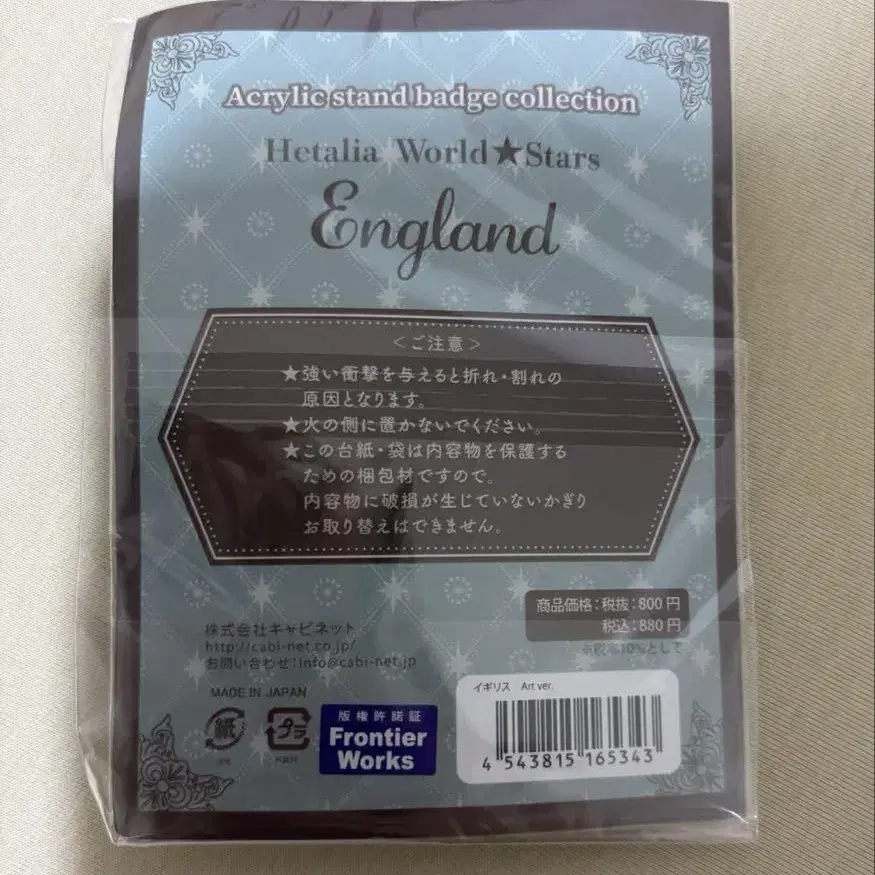 Acrylic stand badge collection
Hetalia World★Stars
England
＜ご注意＞
★強い衝撃を与えると折れ・割れの
原因となります。
★火の側に置かないでください。
★この台紙・袋は内容物を保護する
ための梱包材ですので。
内容物に破損が生じていないかぎり
お取り替えはできません。
商品価格：税抜：800円
税込：880円
※税率10%として
株式会社キャビネット
http://cabi-net.co.jp/
お問い合わせ：info@cabi-net.jp
MADE IN JAPAN
紙
プラ
版権許諾証
Frontier
Works
イギリス Art ver.
4 543815 165343